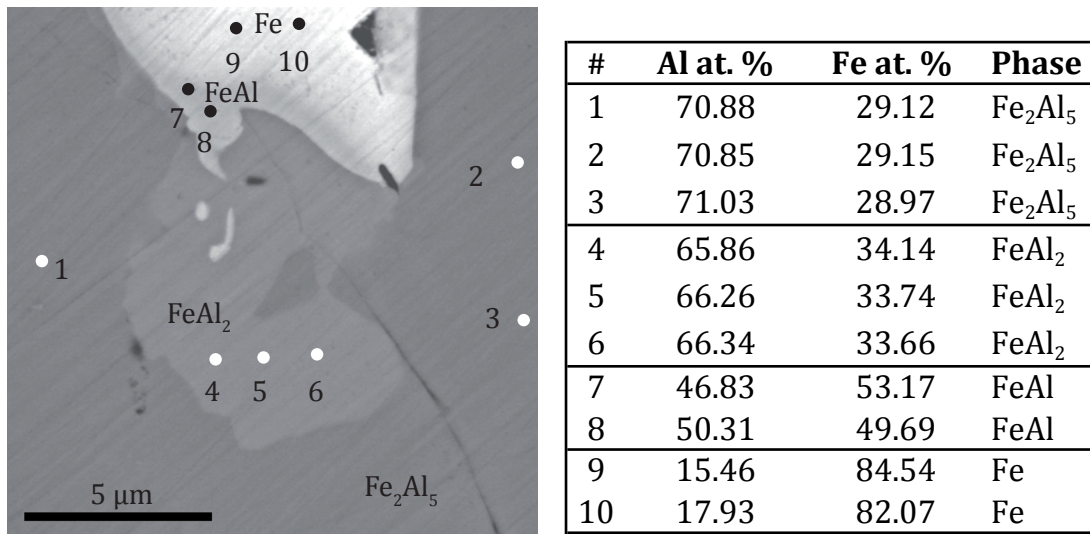 Fe
9 10
FeAl
7
8
2
1
3
FeAl₂
4 5 6
Fe₂Al₅
5 µm
# Al at. % Fe at. % Phase
1 70.88 29.12 Fe₂Al₅
2 70.85 29.15 Fe₂Al₅
3 71.03 28.97 Fe₂Al₅
4 65.86 34.14 FeAl₂
5 66.26 33.74 FeAl₂
6 66.34 33.66 FeAl₂
7 46.83 53.17 FeAl
8 50.31 49.69 FeAl
9 15.46 84.54 Fe
10 17.93 82.07 Fe